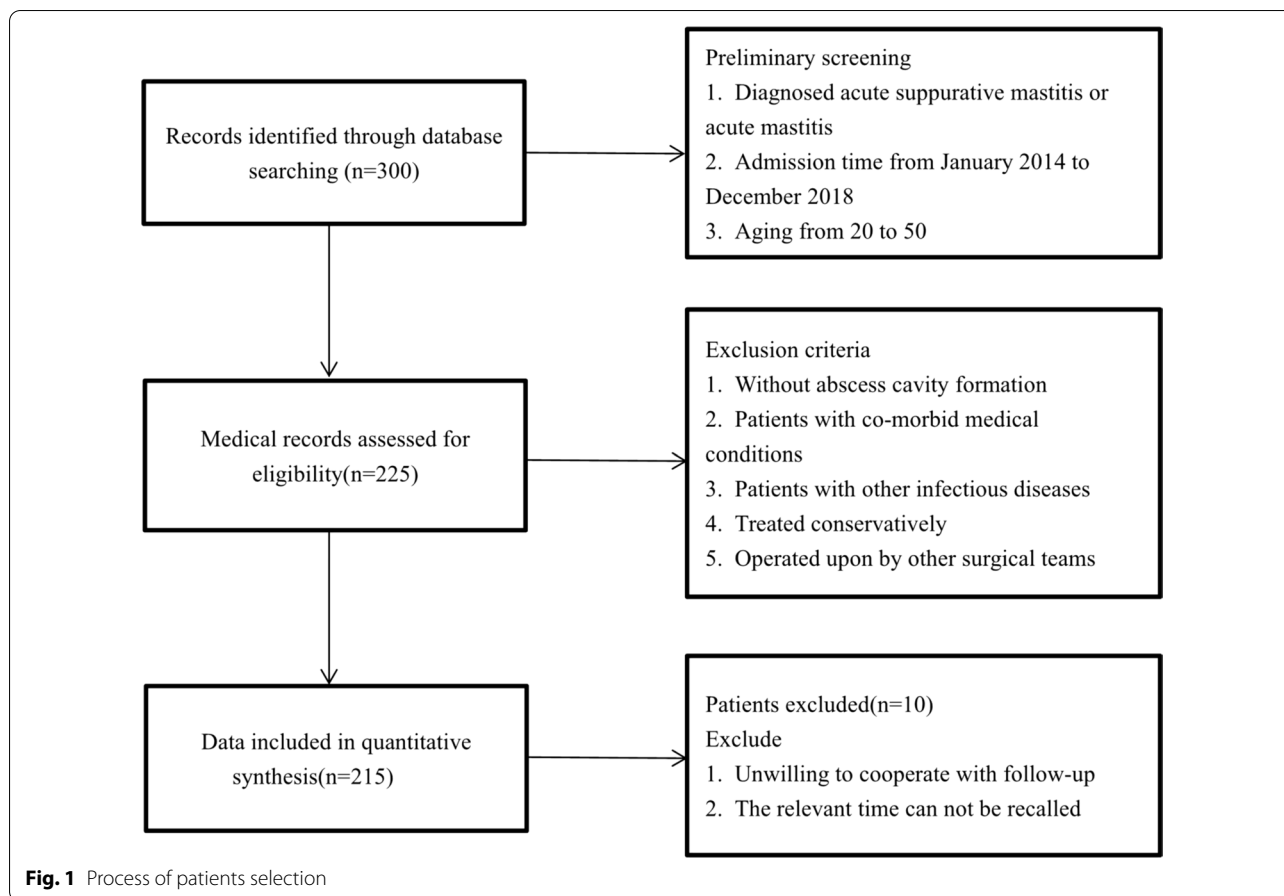 Records identified through database
searching (n=300)
Preliminary screening
1. Diagnosed acute suppurative mastitis or
acute mastitis
2. Admission time from January 2014 to
December 2018
3. Aging from 20 to 50
Medical records assessed for
eligibility(n=225)
Exclusion criteria
1. Without abscess cavity formation
2. Patients with co-morbid medical
conditions
3. Patients with other infectious diseases
4. Treated conservatively
5. Operated upon by other surgical teams
Data included in quantitative
synthesis(n=215)
Patients excluded(n=10)
Exclude
1. Unwilling to cooperate with follow-up
2. The relevant time can not be recalled
Fig. 1 Process of patients selection